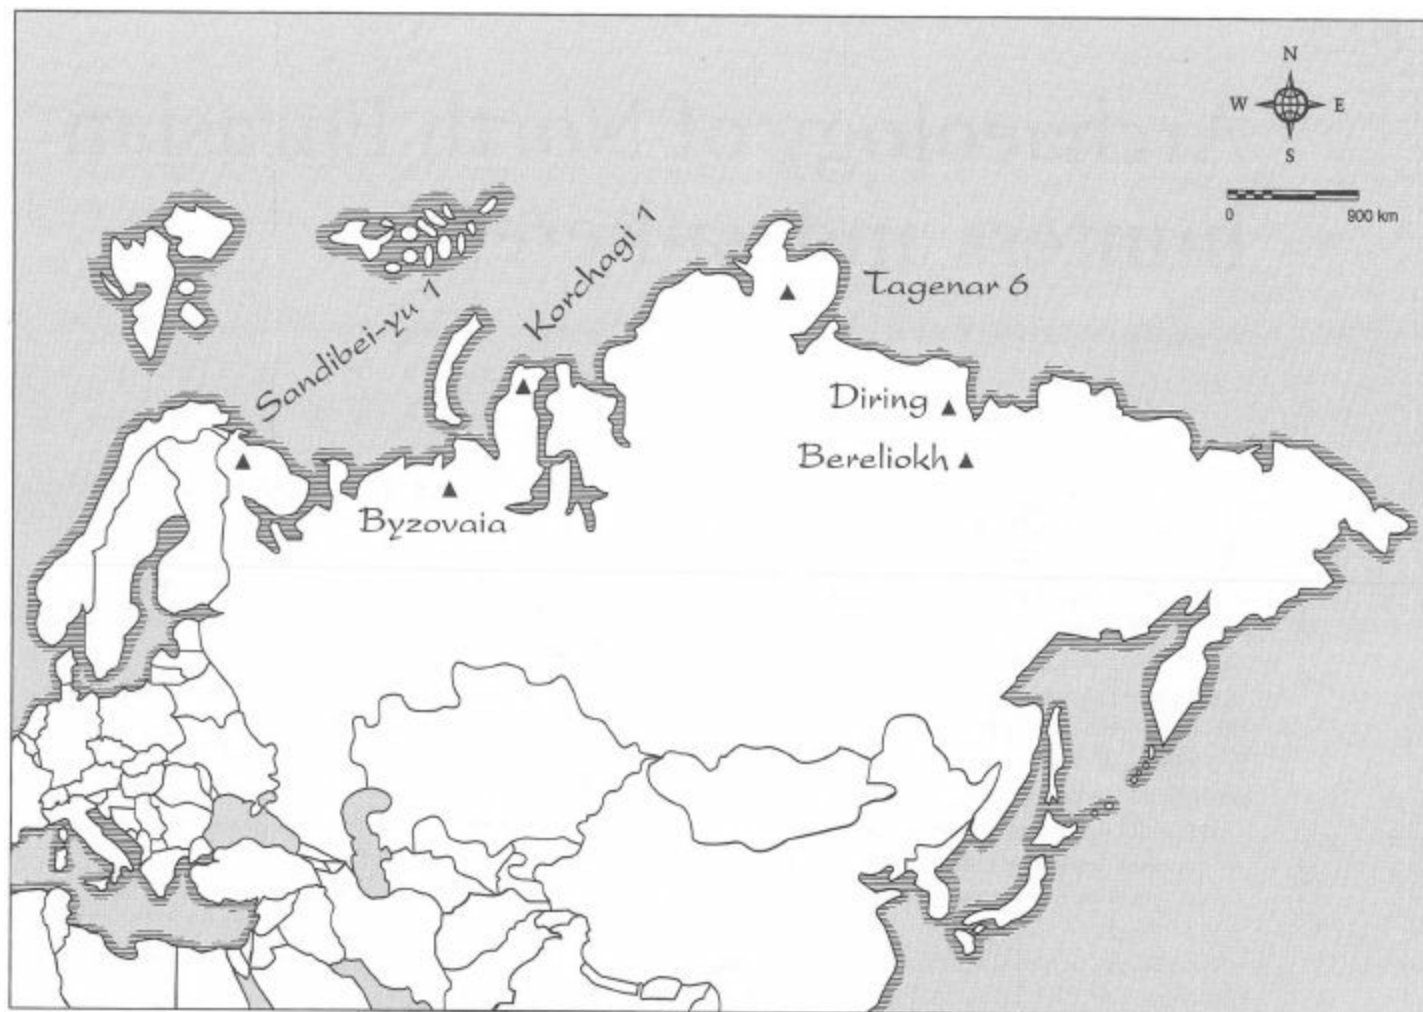 N
W E
S
0 900 km
Korchagi 1
Sandibei-yu 1
Tagenar 6
Diring
Bereliokh
Byzovaia